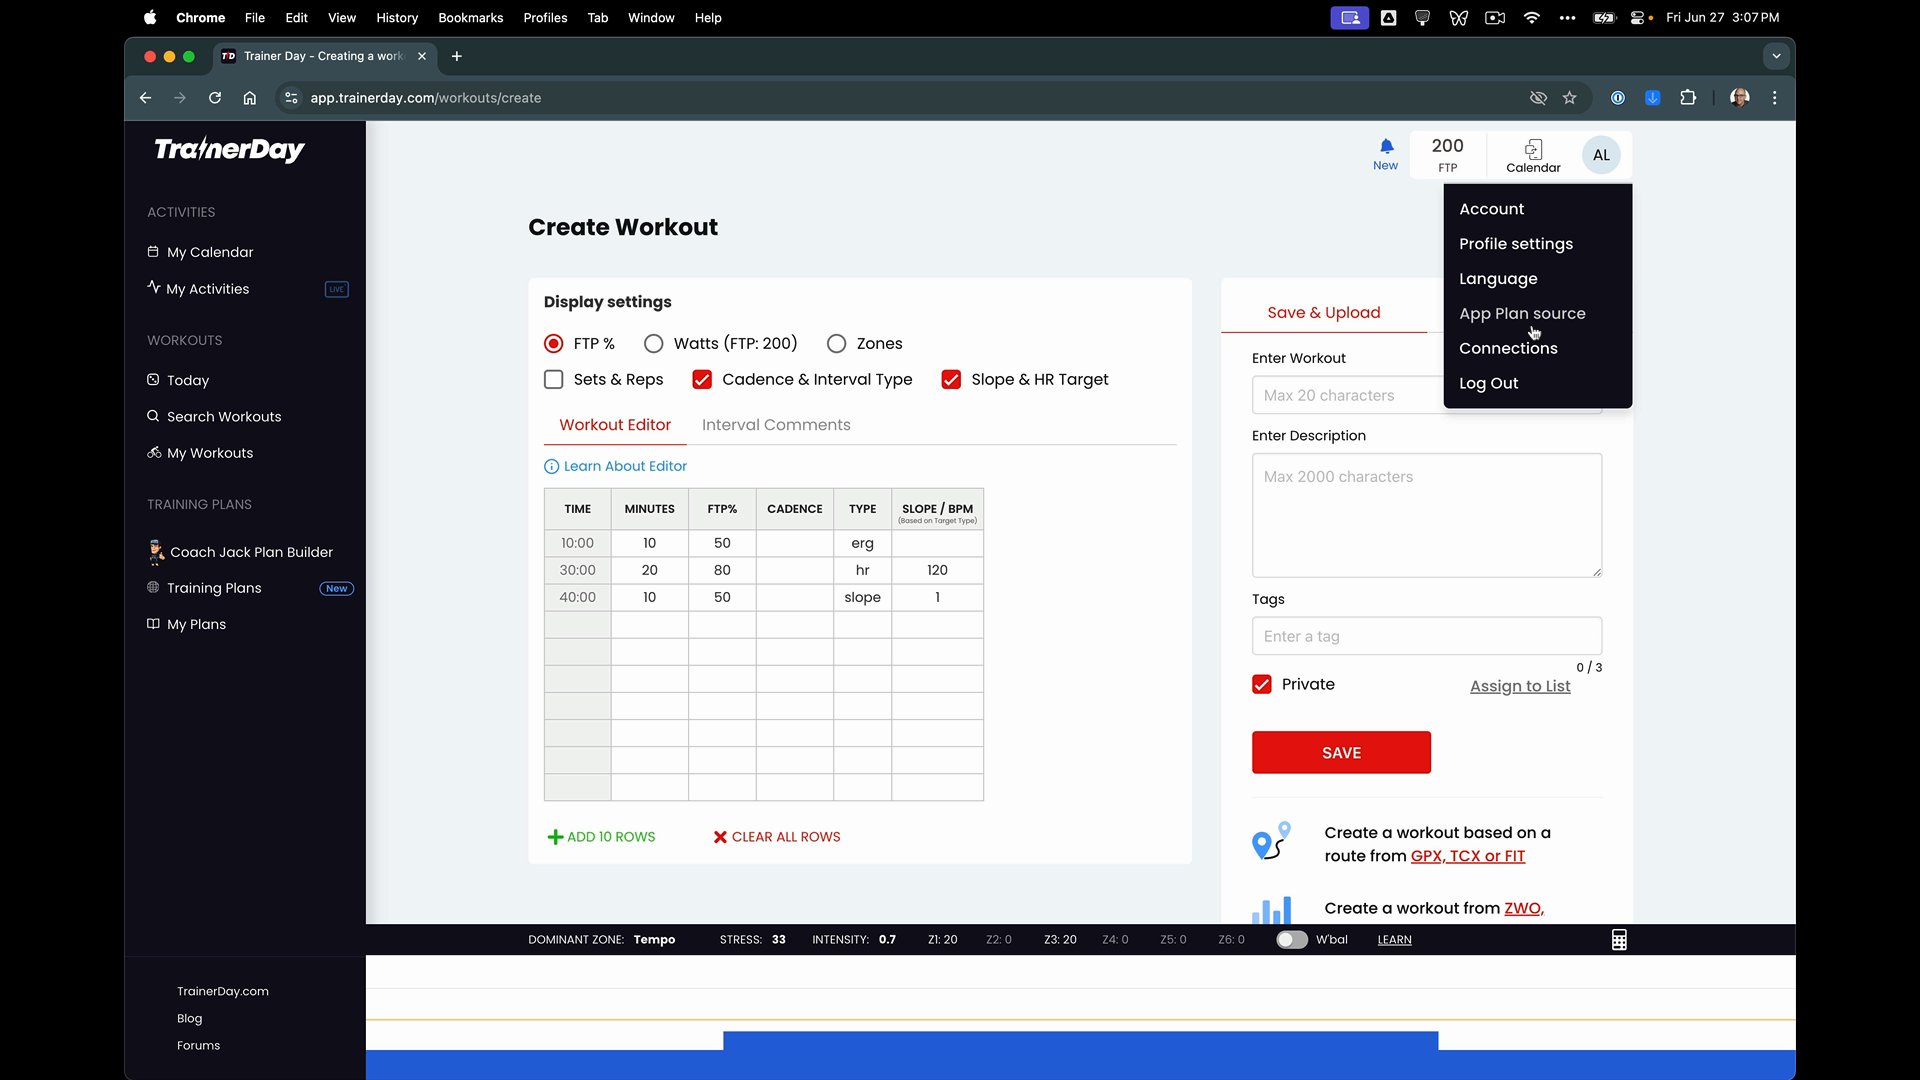 Chrome File Edit View History Bookmarks Profiles Tab Window Help Fri Jun 27 3:07 PM
Trainer Day - Creating a work
app.trainerday.com/workouts/create
TrainerDay
ACTIVITIES
My Calendar
My Activities LIVE
WORKOUTS
Today
Search Workouts
My Workouts
TRAINING PLANS
Coach Jack Plan Builder
Training Plans New
My Plans
TrainerDay.com
Blog
Forums
New
200
FTP
Calendar
AL
Account
Profile settings
Language
App Plan source
Connections
Log Out
Create Workout
Display settings
FTP % Watts (FTP: 200) Zones
Sets & Reps Cadence & Interval Type Slope & HR Target
Workout Editor Interval Comments
Learn About Editor
TIME MINUTES FTP% CADENCE TYPE SLOPE / BPM
(Based on Target Type)
10:00 10 50 erg
30:00 20 80 hr 120
40:00 10 50 slope 1
ADD 10 ROWS CLEAR ALL ROWS
Save & Upload
Enter Workout
Max 20 characters
Enter Description
Max 2000 characters
Tags
Enter a tag
0 / 3
Private Assign to List
SAVE
Create a workout based on a
route from GPX, TCX or FIT
Create a workout from ZWO,
DOMINANT ZONE: Tempo STRESS: 33 INTENSITY: 0.7 Z1: 20 Z2: 0 Z3: 20 Z4: 0 Z5: 0 Z6: 0 W'bal LEARN